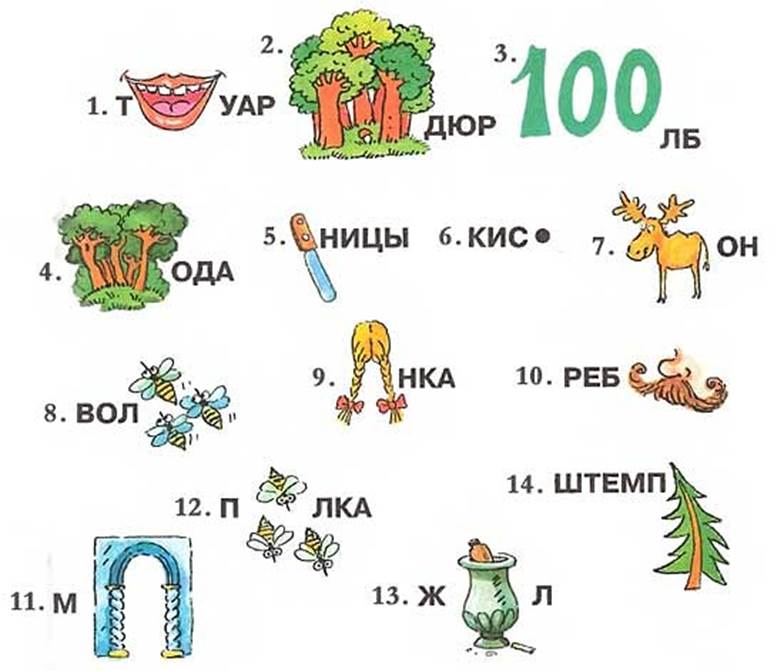 1. Т УАР
2. ДЮР
3. 100 ЛБ
4. ОДА
5. НИЦЫ
6. КИС
7. ОН
8. ВОЛ
9. НКА
10. РЕБ
11. М
12. П ЛКА
13. Ж Л
14. ШТЕМП